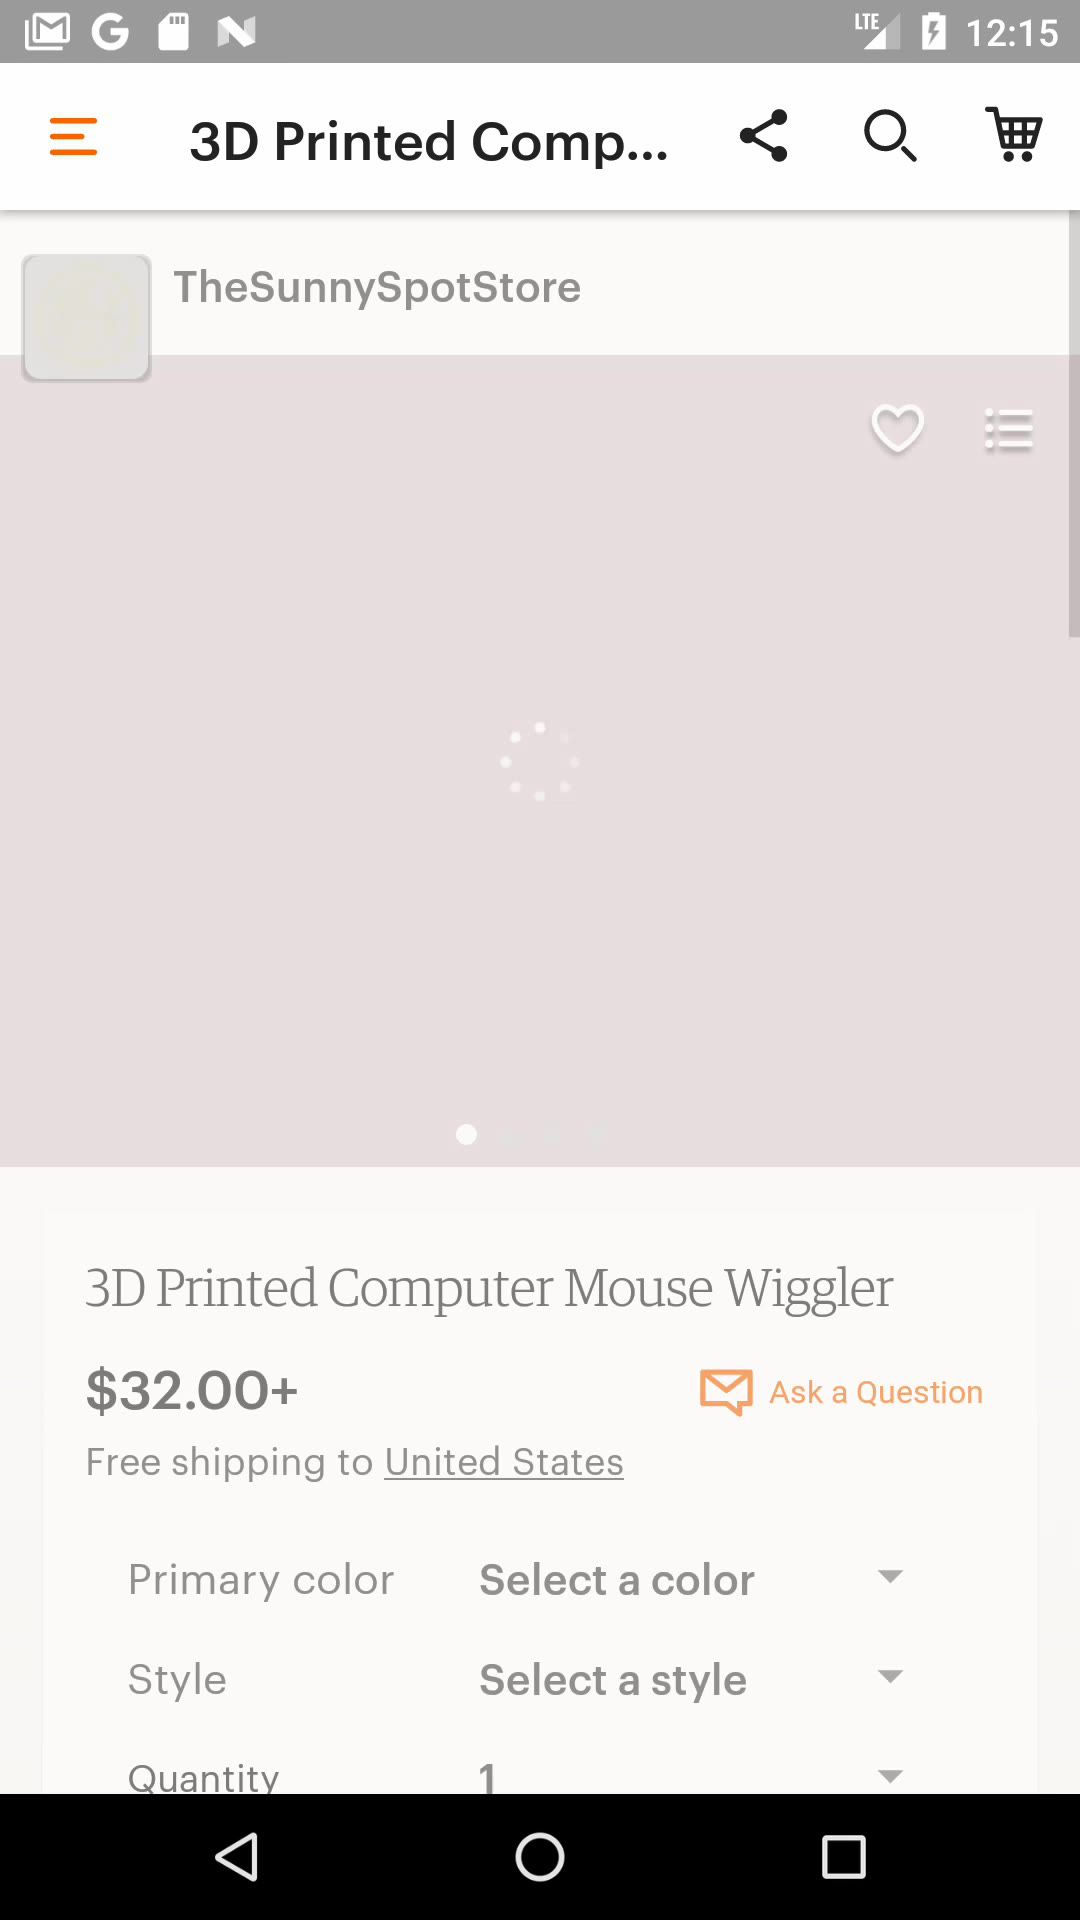 LTE 12:15
3D Printed Comp...
TheSunnySpotStore
3D Printed Computer Mouse Wiggler
$32.00+
Ask a Question
Free shipping to United States
Primary color Select a color
Style Select a style
Quantity 1